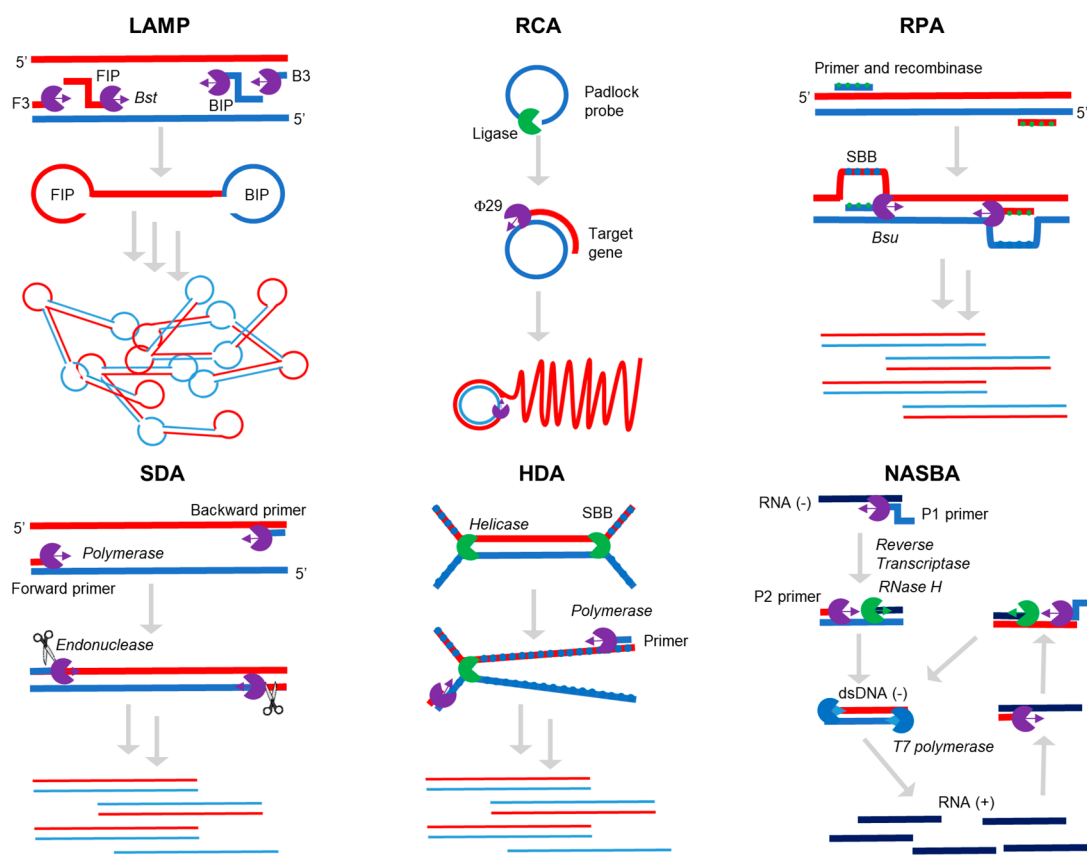 LAMP
5’
FIP
B3
F3
Bst
BIP
5’
FIP
BIP
RCA
Padlock
probe
Ligase
Φ29
Target
gene
RPA
Primer and recombinase
5’
5’
SBB
Bsu
SDA
Backward primer
5’
Polymerase
Forward primer
5’
Endonuclease
HDA
Helicase
SBB
Polymerase
Primer
NASBA
RNA (-)
P1 primer
Reverse
Transcriptase
RNase H
P2 primer
dsDNA (-)
T7 polymerase
RNA (+)